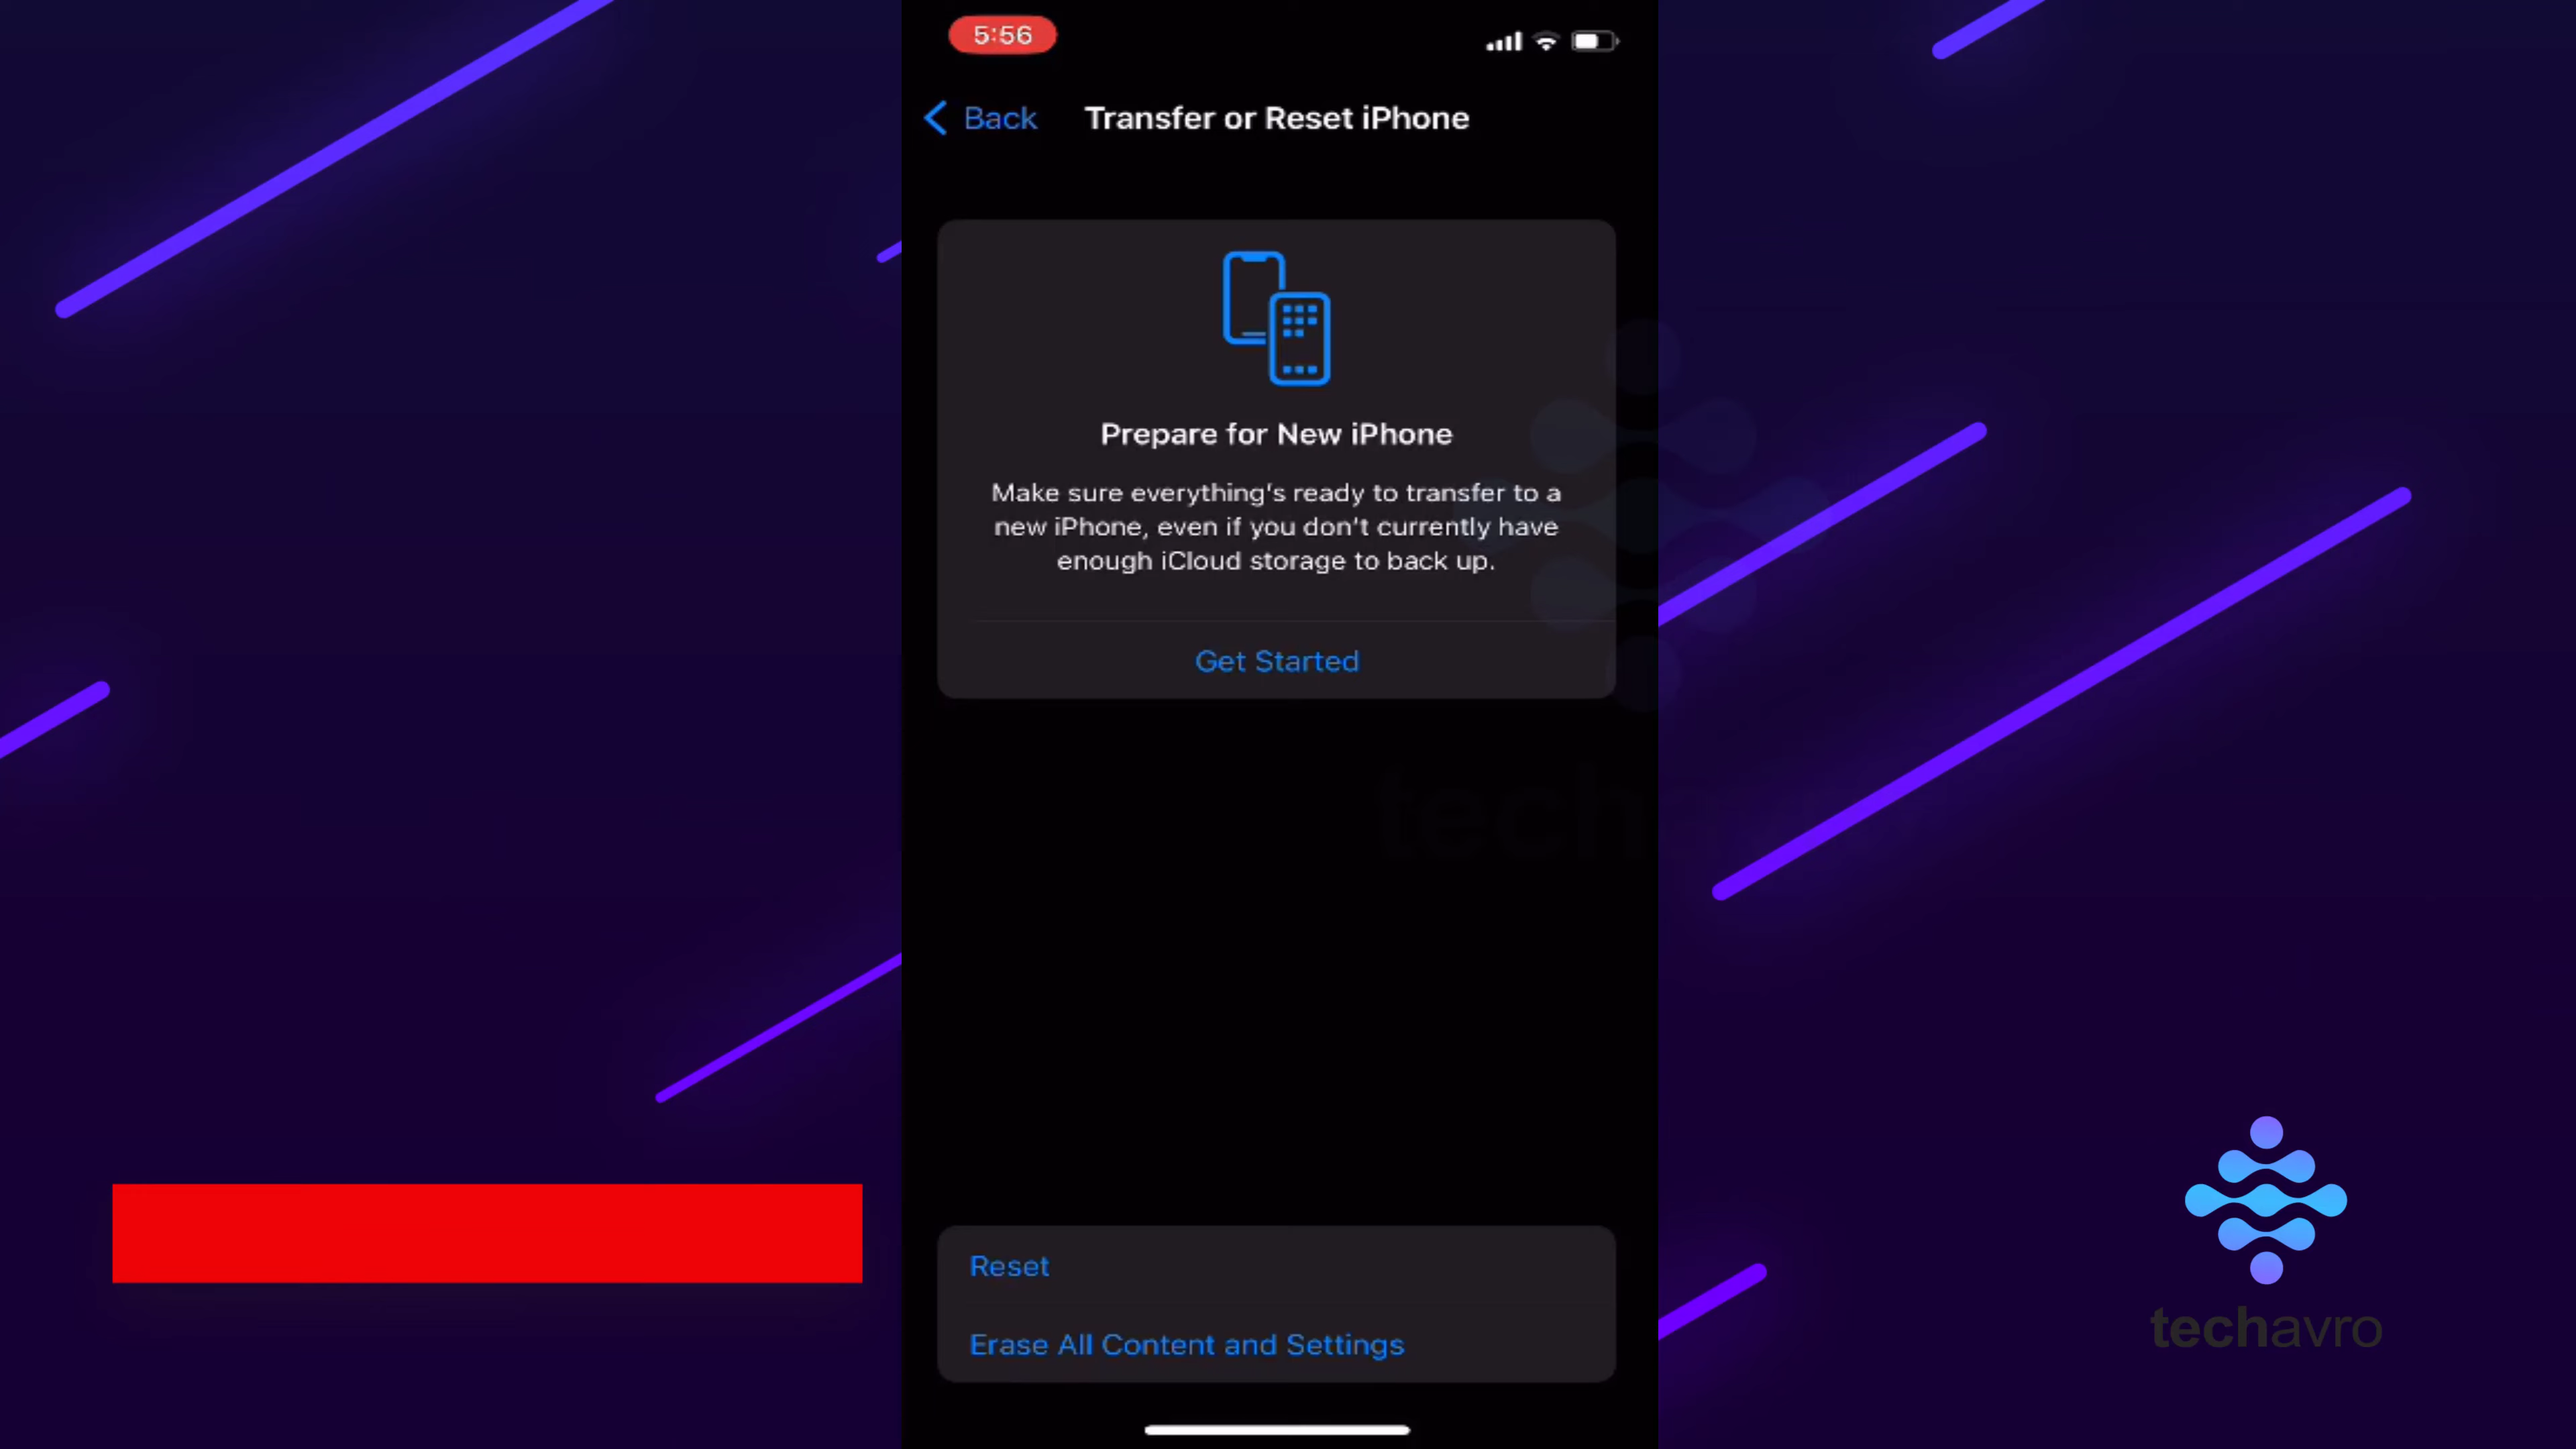 5:56
Back
Transfer or Reset iPhone
Prepare for New iPhone
Make sure everything's ready to transfer to a
new iPhone, even if you don't currently have
enough iCloud storage to back up.
Get Started
tech
Reset
Erase All Content and Settings
techavro